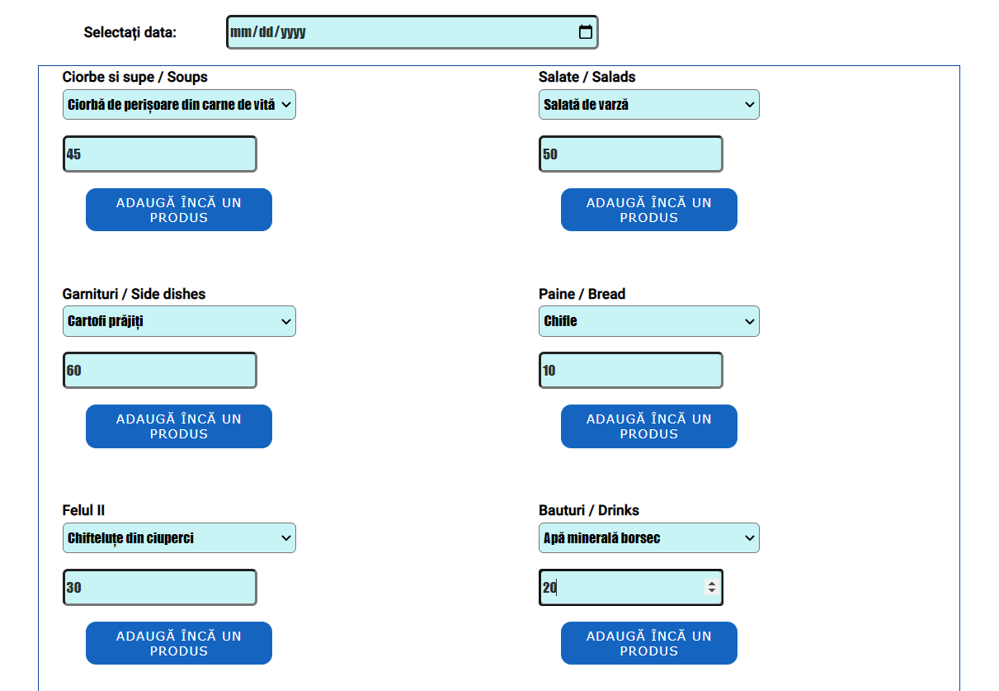 Selectați data:
mm/dd/yyyy
Ciorbe si supe / Soups
Ciorbă de perișoare din carne de vită
45
ADAUGĂ ÎNCĂ UN
PRODUS
Salate / Salads
Salată de varză
50
ADAUGĂ ÎNCĂ UN
PRODUS
Garnituri / Side dishes
Cartofi prăjiți
60
ADAUGĂ ÎNCĂ UN
PRODUS
Paine / Bread
Chifle
10
ADAUGĂ ÎNCĂ UN
PRODUS
Felul II
Chifteluțe din ciuperci
30
ADAUGĂ ÎNCĂ UN
PRODUS
Bauturi / Drinks
Apă minerală borsec
20
ADAUGĂ ÎNCĂ UN
PRODUS